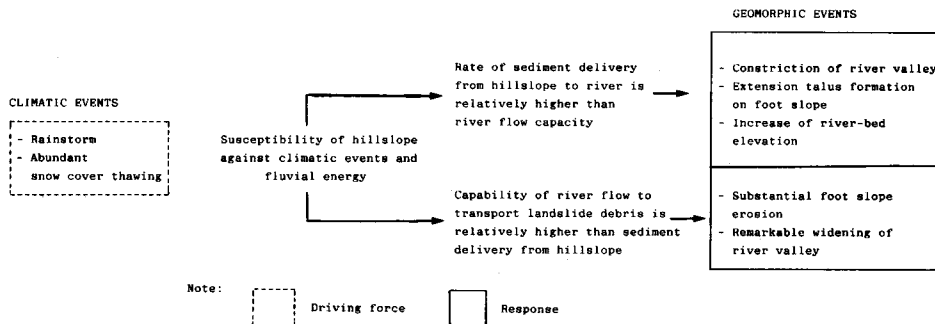 GEOMORPHIC EVENTS
CLIMATIC EVENTS
- Rainstorm
- Abundant
snow cover thawing
Susceptibility of hillslope
against climatic events and
fluvial energy
Rate of sediment delivery
from hillslope to river is
relatively higher than
river flow capacity
- Constriction of river valley
- Extension talus formation
on foot slope
- Increase of river-bed
elevation
Capability of river flow to
transport landslide debris is
relatively higher than sediment
delivery from hillslope
- Substantial foot slope
erosion
- Remarkable widening of
river valley
Note:
Driving force
Response